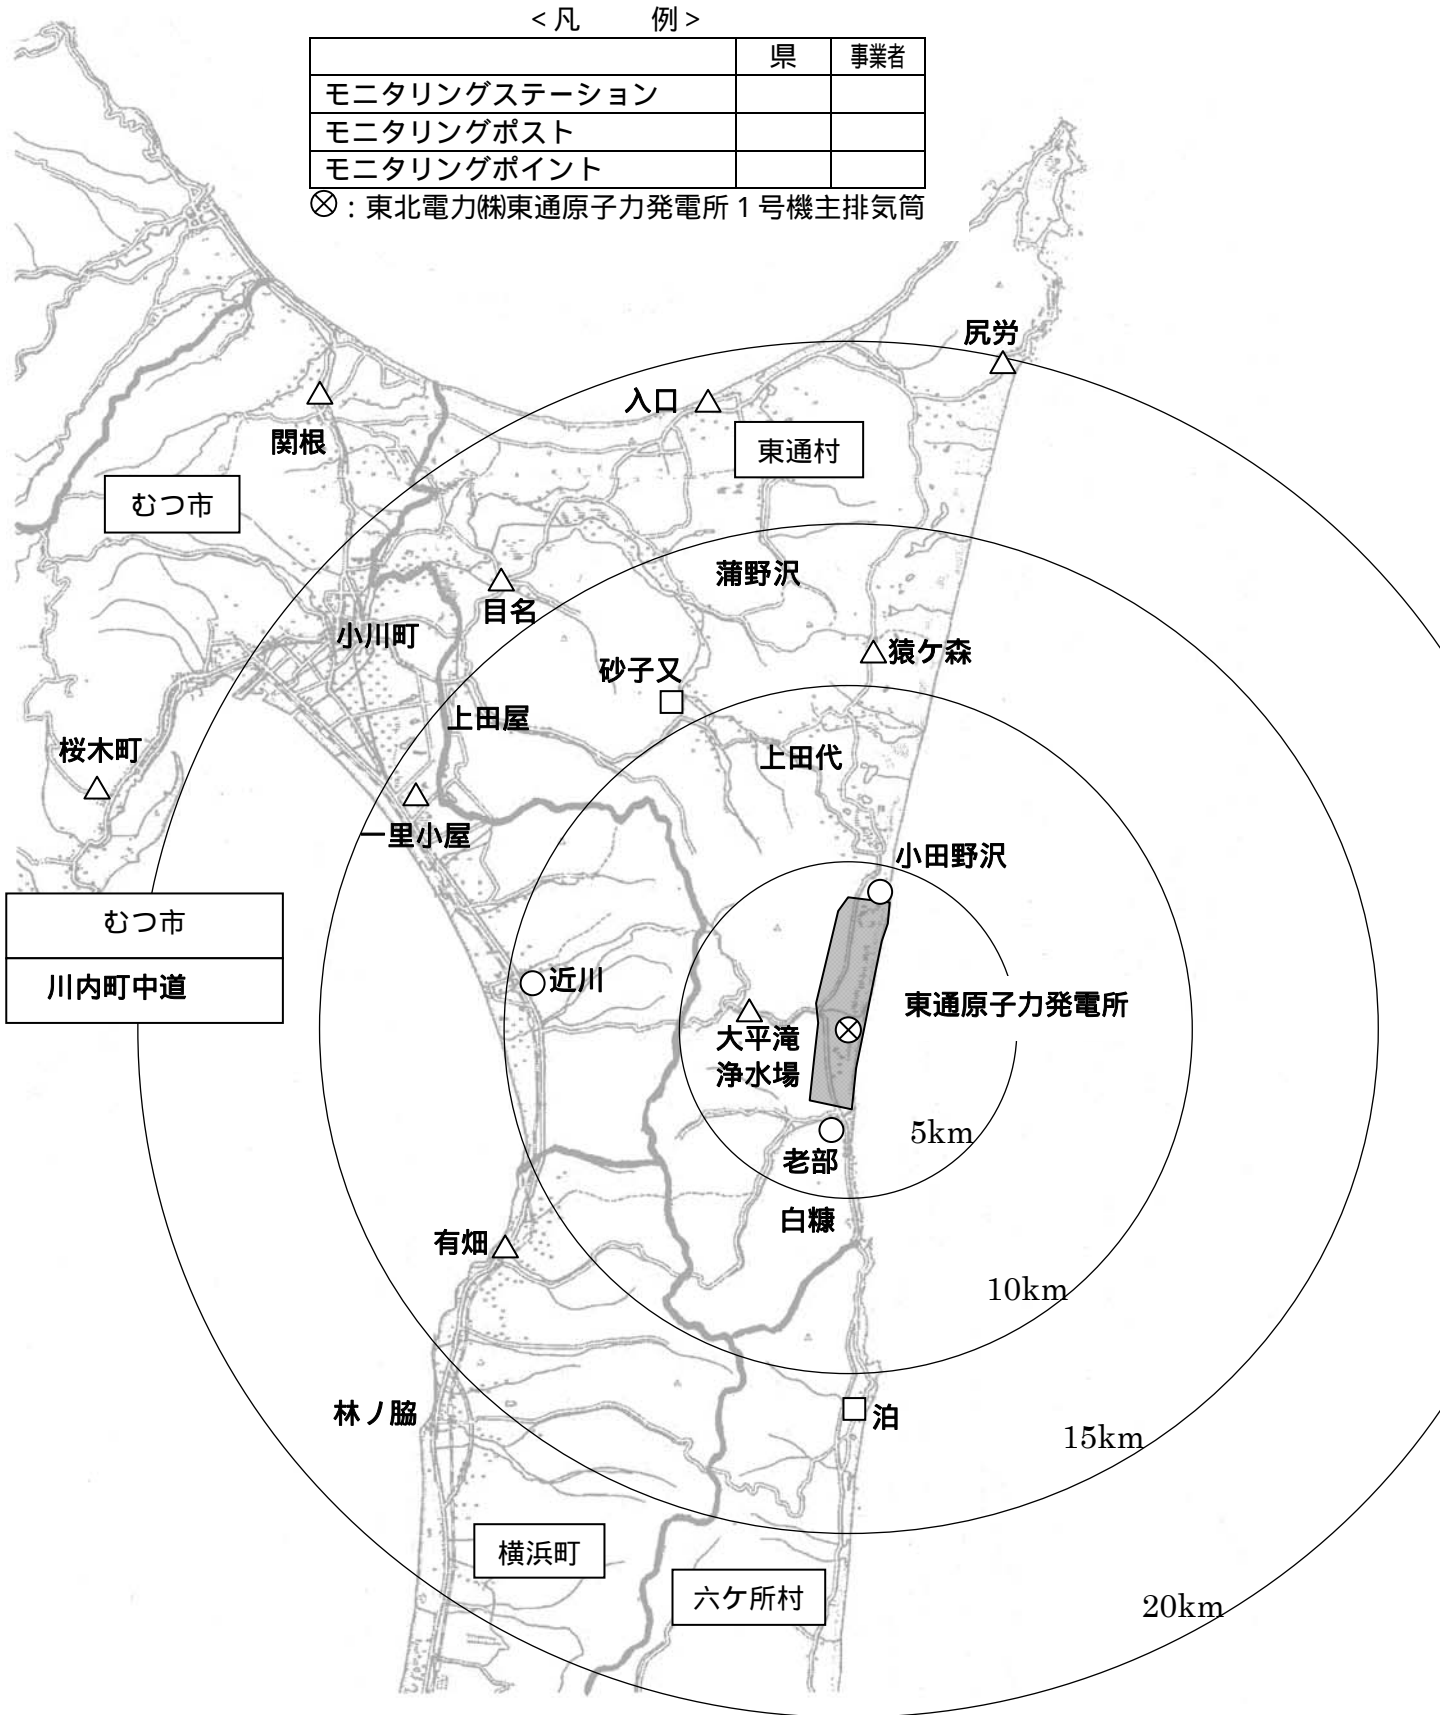 ＜凡　　例＞
県　事業者
モニタリングステーション
モニタリングポスト
モニタリングポイント
⊗：東北電力㈱東通原子力発電所１号機主排気筒
尻労
入口
関根
東通村
むつ市
蒲野沢
目名
小川町
猿ケ森
砂子又
上田屋
桜木町
上田代
一里小屋
小田野沢
むつ市
川内町中道
近川
東通原子力発電所
大平滝
浄水場
5km
老部
白糠
有畑
10km
林ノ脇
泊
15km
横浜町
六ケ所村
20km